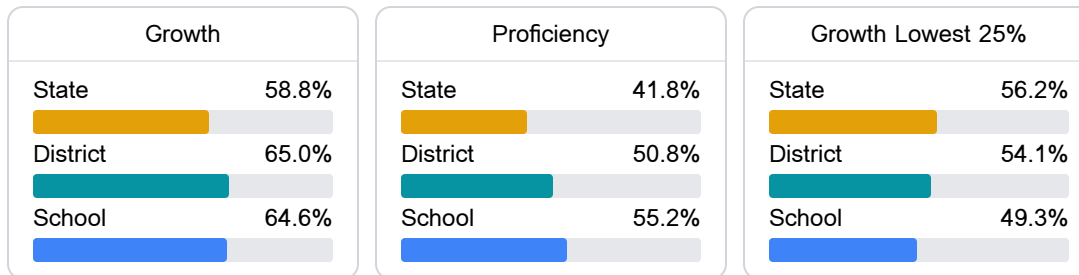 Growth
State 58.8%
District 65.0%
School 64.6%
Proficiency
State 41.8%
District 50.8%
School 55.2%
Growth Lowest 25%
State 56.2%
District 54.1%
School 49.3%